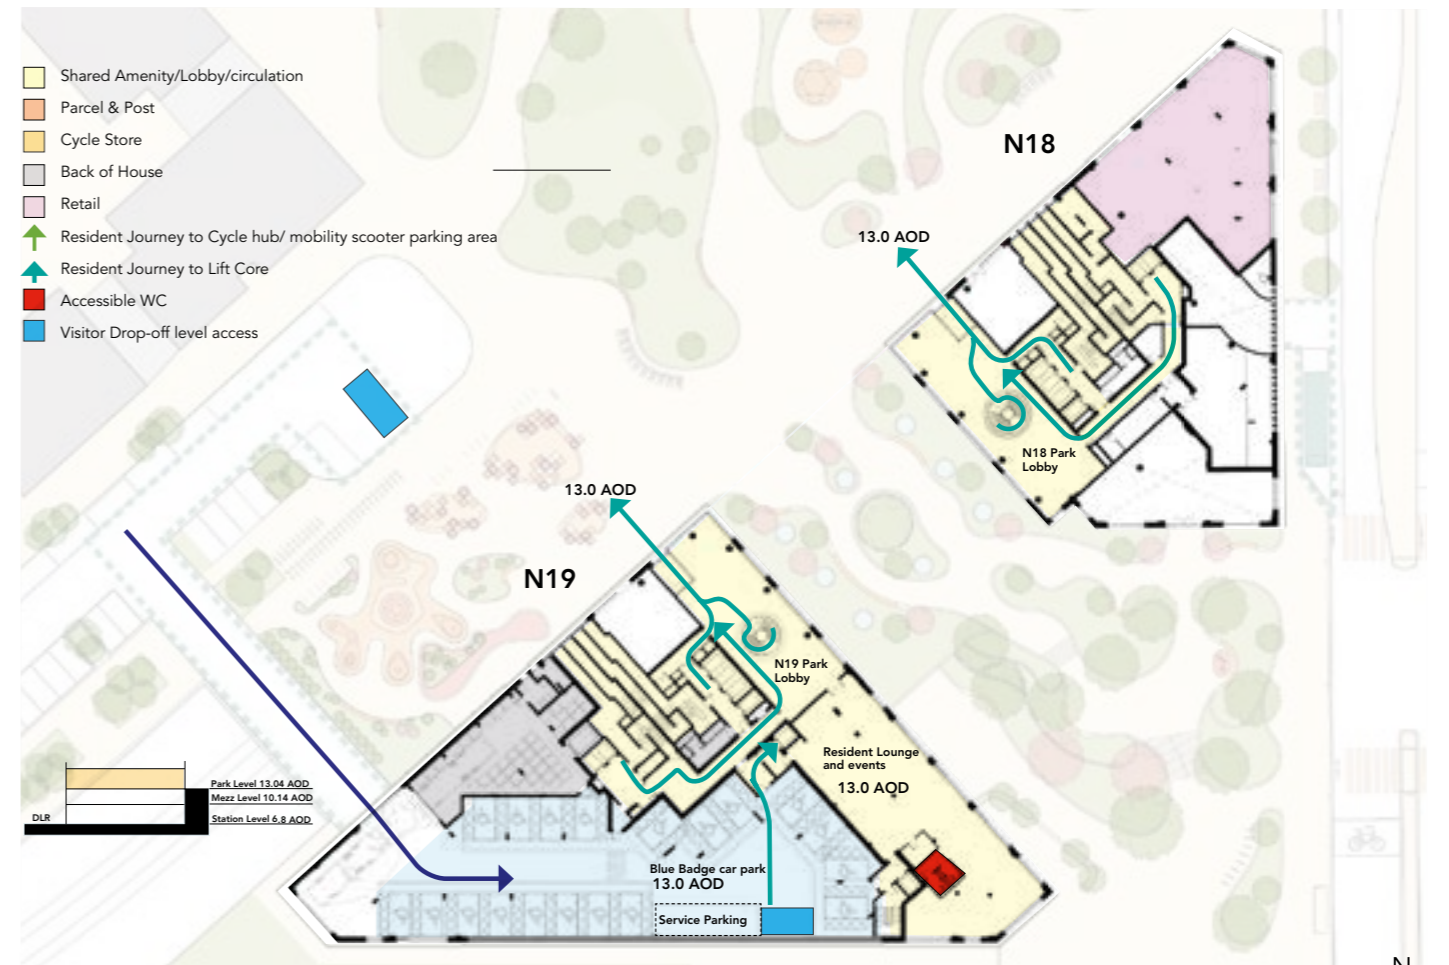 Shared Amenity/Lobby/circulation
Parcel & Post
Cycle Store
Back of House
Retail
Resident Journey to Cycle hub/ mobility scooter parking area
Resident Journey to Lift Core
Accessible WC
Visitor Drop-off level access
N18
13.0 AOD
N18 Park
Lobby
13.0 AOD
N19
N19 Park
Lobby
Resident Lounge
and events
13.0 AOD
Park Level 13.04 AOD
Mezz Level 10.14 AOD
DLR
Station Level 6.8 AOD
Blue Badge car park
13.0 AOD
Service Parking
N